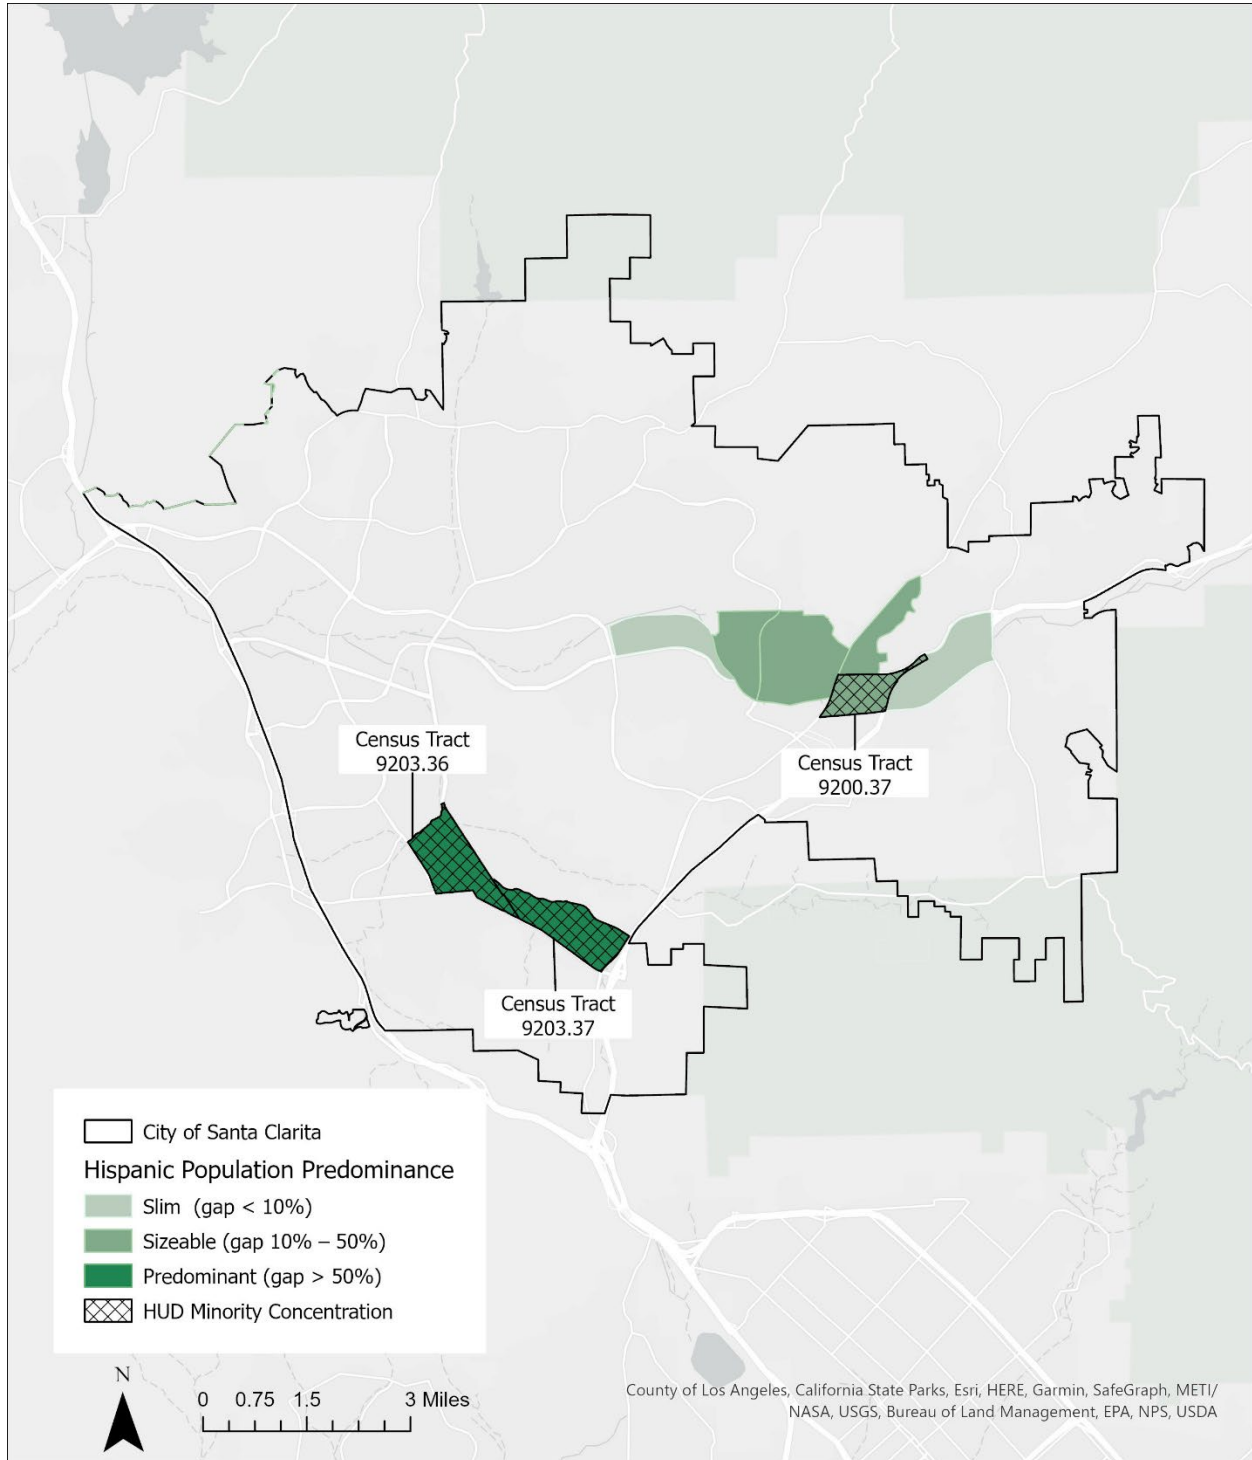 Census Tract
9203.36
Census Tract
9200.37
Census Tract
9203.37
City of Santa Clarita
Hispanic Population Predominance
Slim (gap < 10%)
Sizeable (gap 10% – 50%)
Predominant (gap > 50%)
HUD Minority Concentration
N
0 0.75 1.5 3 Miles
County of Los Angeles, California State Parks, Esri, HERE, Garmin, SafeGraph, METI/
NASA, USGS, Bureau of Land Management, EPA, NPS, USDA